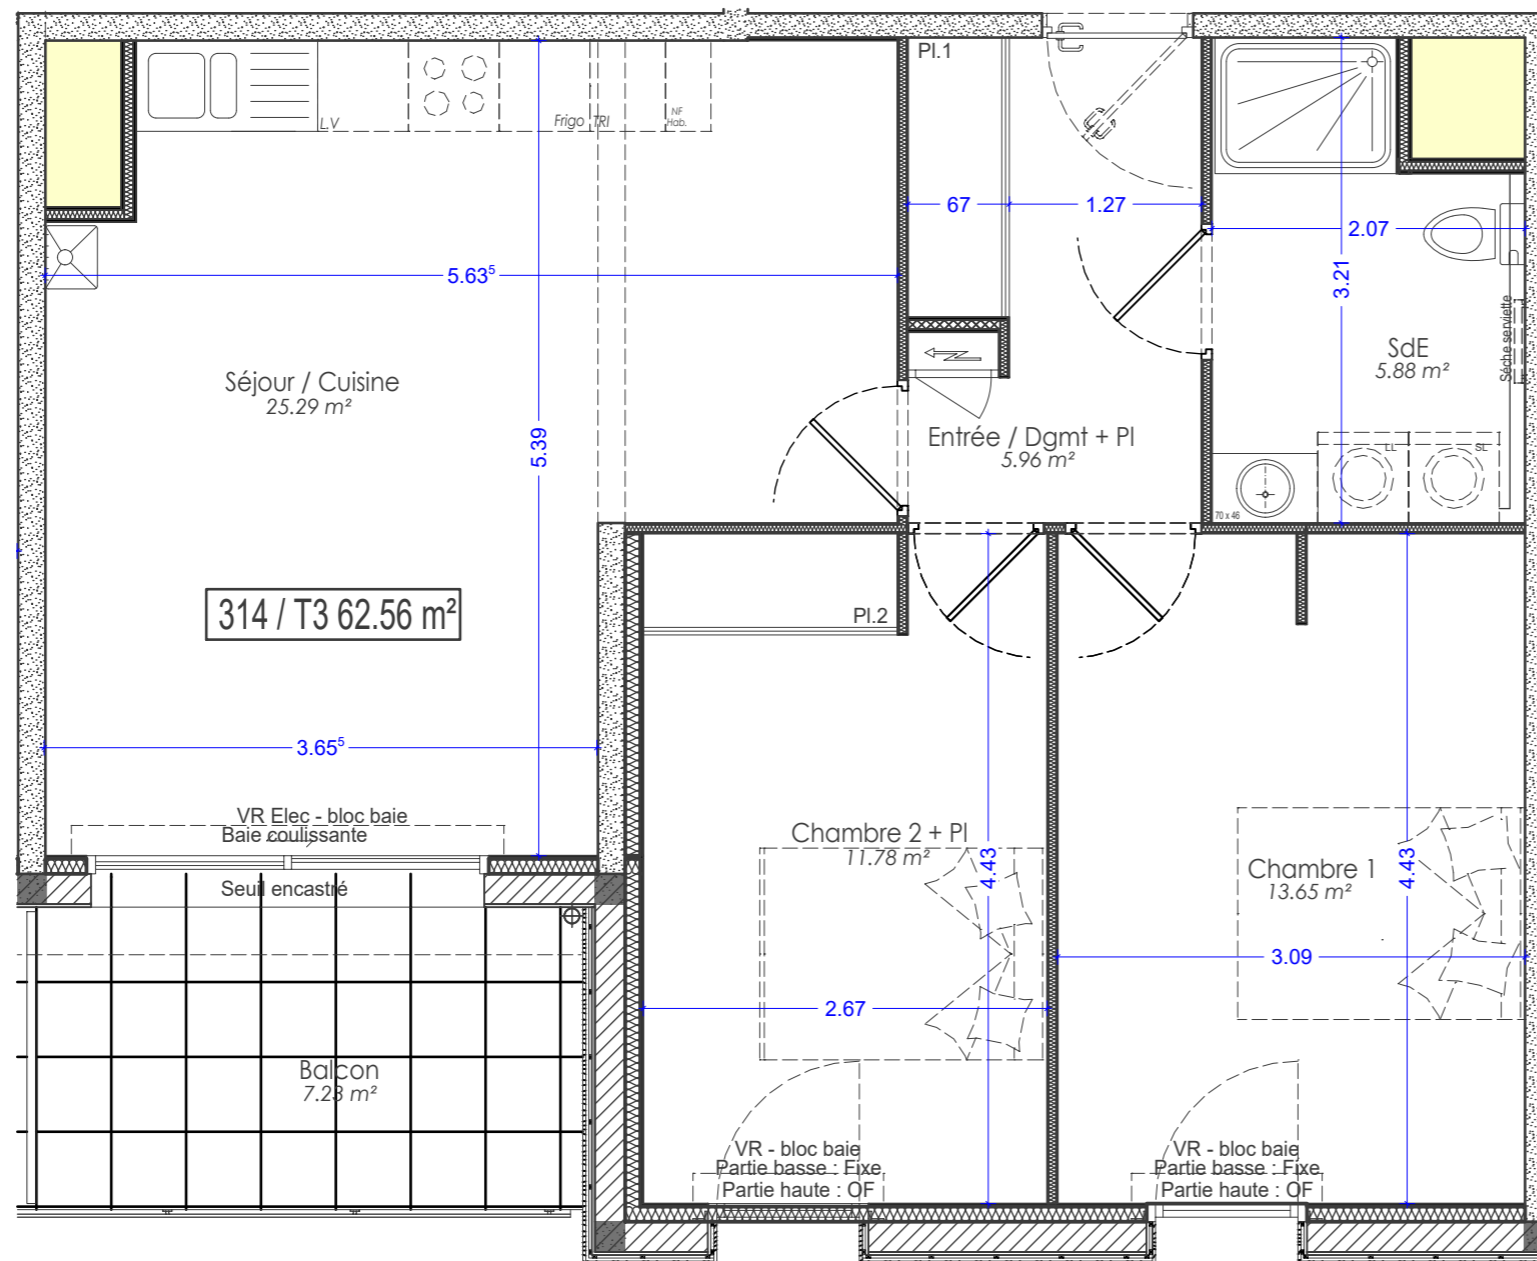 Pl.1
L.V
Frigo
TRI
NF
Hab.
67
1.27
2.07
5.63⁵
3.21
Sèche serviette
SdE
5.88 m²
Séjour / Cuisine
25.29 m²
5.39
Entrée / Dgmt + Pl
5.96 m²
LL
SL
70 x 46
314 / T3 62.56 m²
Pl.2
3.65⁵
VR Elec - bloc baie
Baie coulissante
Seuil encastré
Chambre 2 + Pl
11.78 m²
4.43
Chambre 1
13.65 m²
4.43
3.09
2.67
Balcon
7.23 m²
VR - bloc baie
Partie basse : Fixe
Partie haute : OF
VR - bloc baie
Partie basse : Fixe
Partie haute : OF